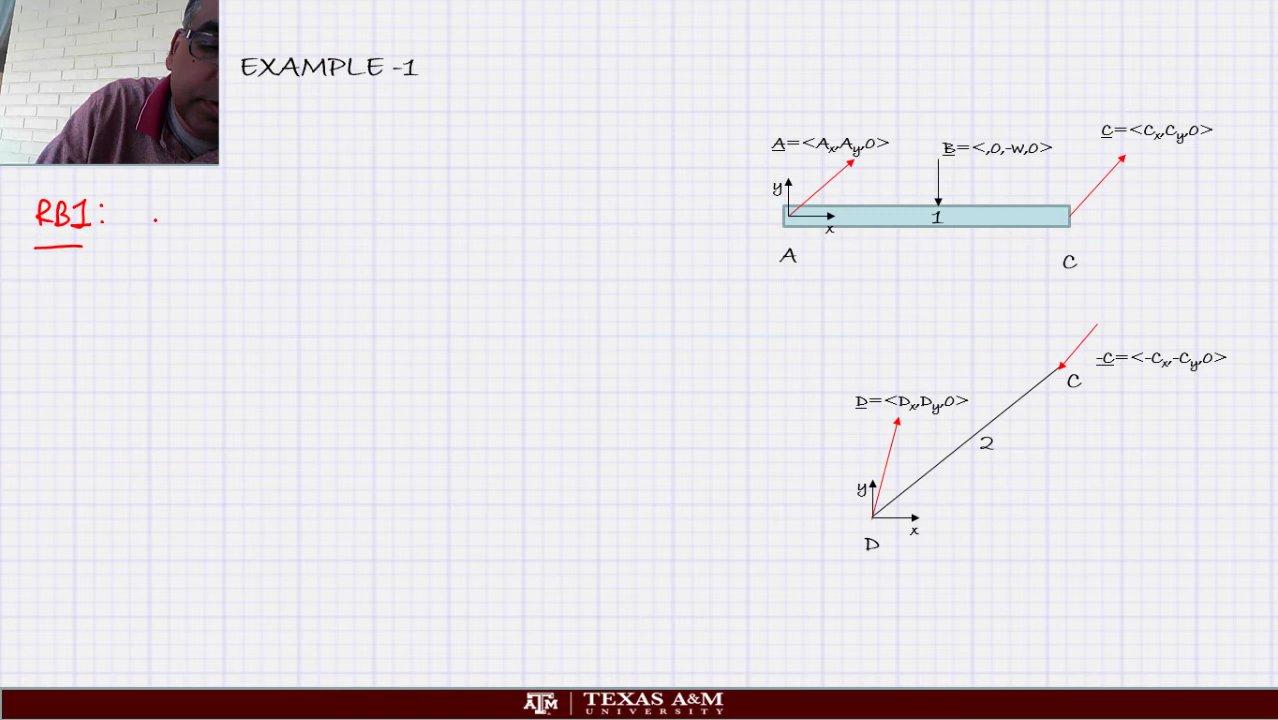 EXAMPLE -1
A=<Ax,Ay,0>
B=<,0,-W,0>
C=<Cx,Cy,0>
RB1:
y
1
x
A
C
-C=<-Cx,-Cy,0>
C
D=<Dx,Dy,0>
2
y
x
D
ATM | TEXAS A&M
UNIVERSITY